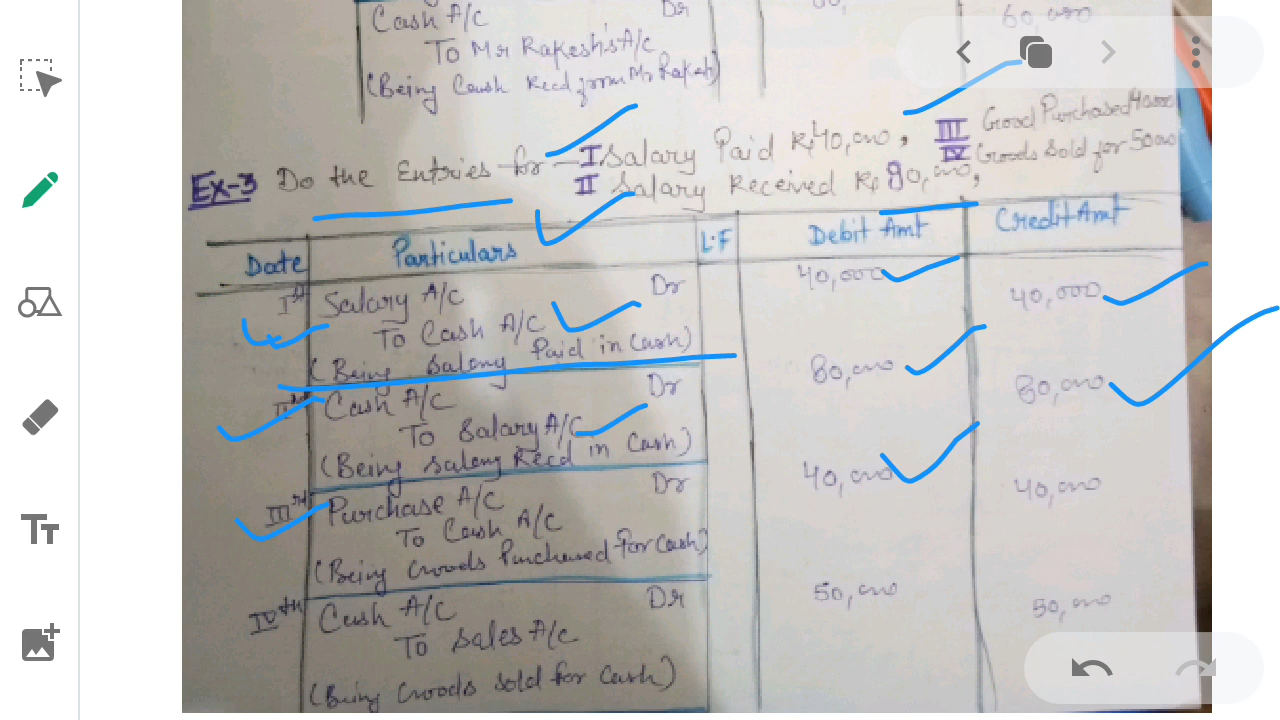 Cash A/C Dr 60,000
To Mr Rakesh's A/C
(Being Cash Recd from Mr Rakesh)
Ex-3 Do the Entries for - I Salary Paid Rs 40,000, III Good Purchased 40000
II Salary Received Rs 80,000, IV Goods Sold for 50000
Date Particulars L.F Debit Amt Credit Amt
Ist Salary A/C Dr 40,000 40,000
To Cash A/C
(Being Salary Paid in Cash)
IInd Cash A/C Dr 80,000 80,000
To Salary A/C
(Being Salary Recd in Cash)
IIIrd Purchase A/C Dr 40,000 40,000
To Cash A/C
(Being Goods Purchased for Cash)
IVth Cash A/C Dr 50,000 50,000
To Sales A/C
(Being Goods Sold for Cash)